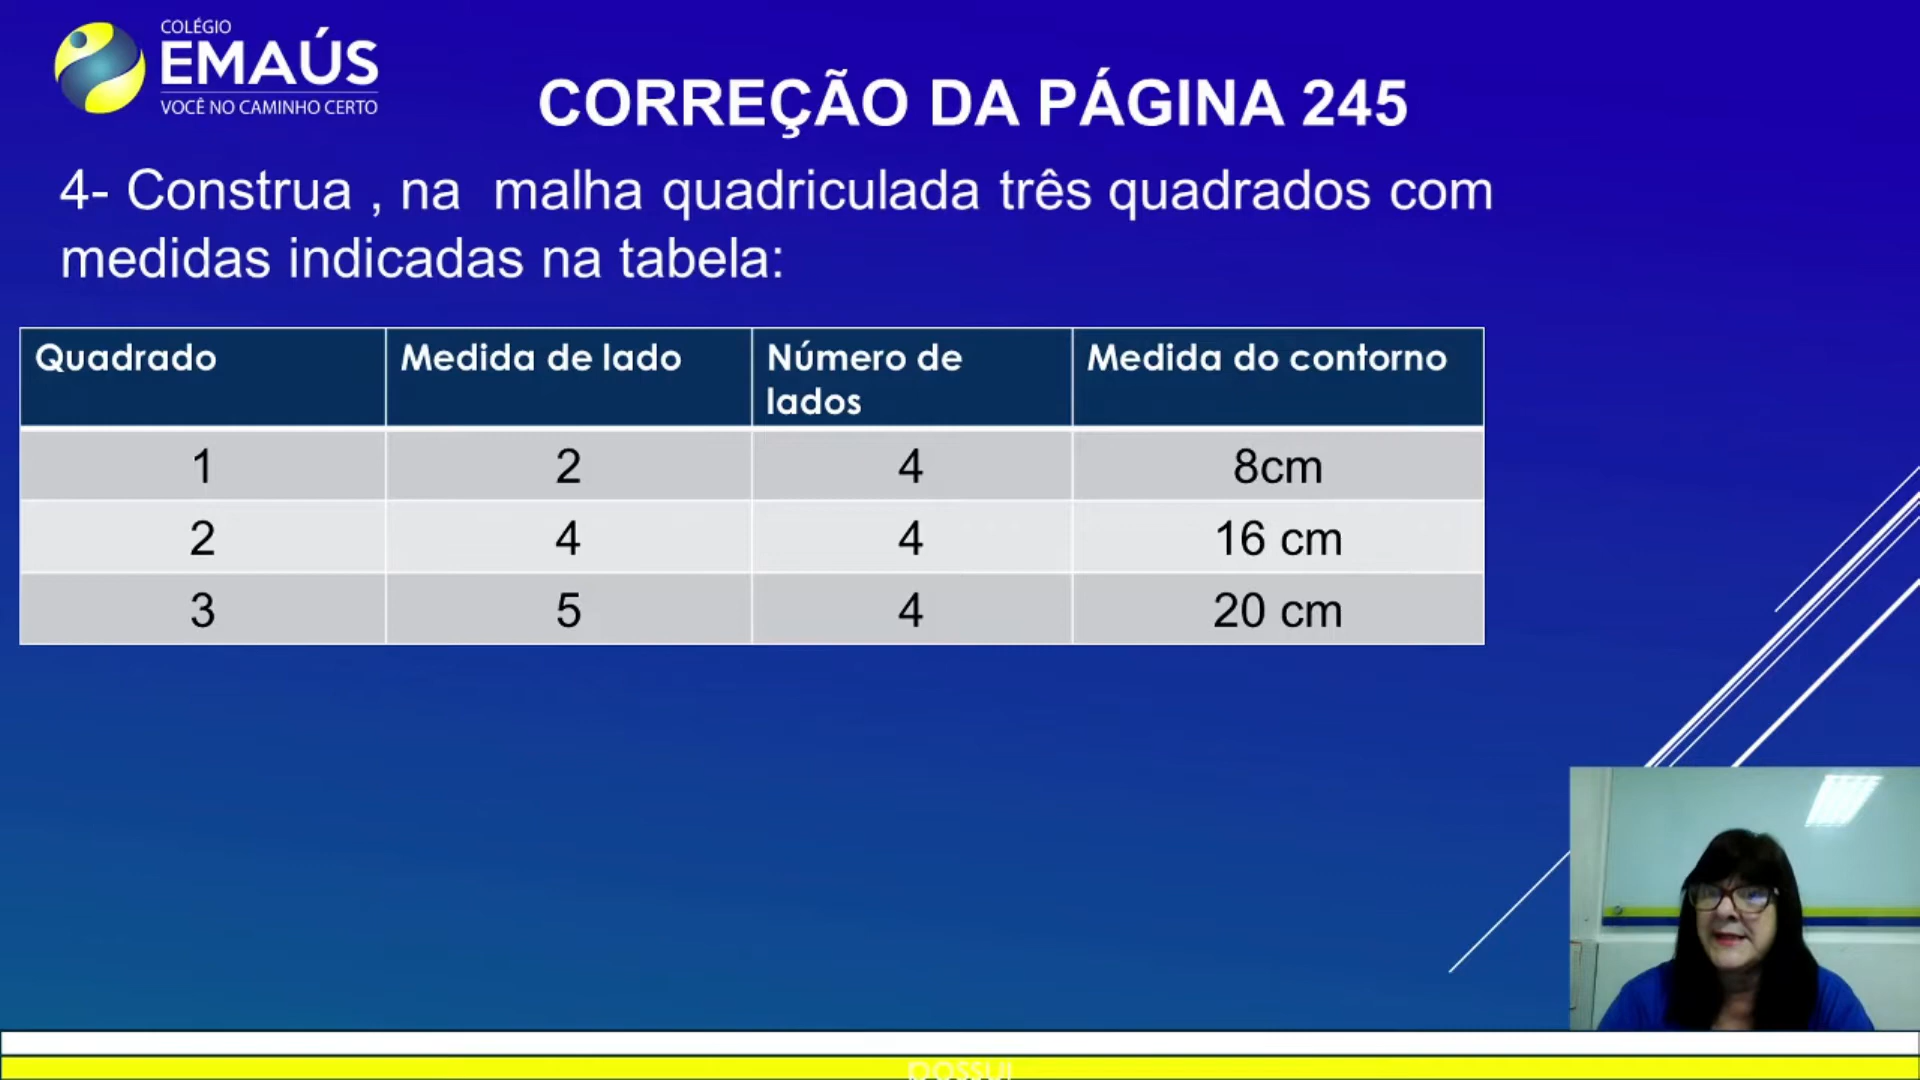 COLÉGIO
EMAÚS
VOCÊ NO CAMINHO CERTO
CORREÇÃO DA PÁGINA 245
4- Construa , na malha quadriculada três quadrados com
medidas indicadas na tabela:
Quadrado Medida de lado Número de lados Medida do contorno
1 2 4 8cm
2 4 4 16 cm
3 5 4 20 cm
possui